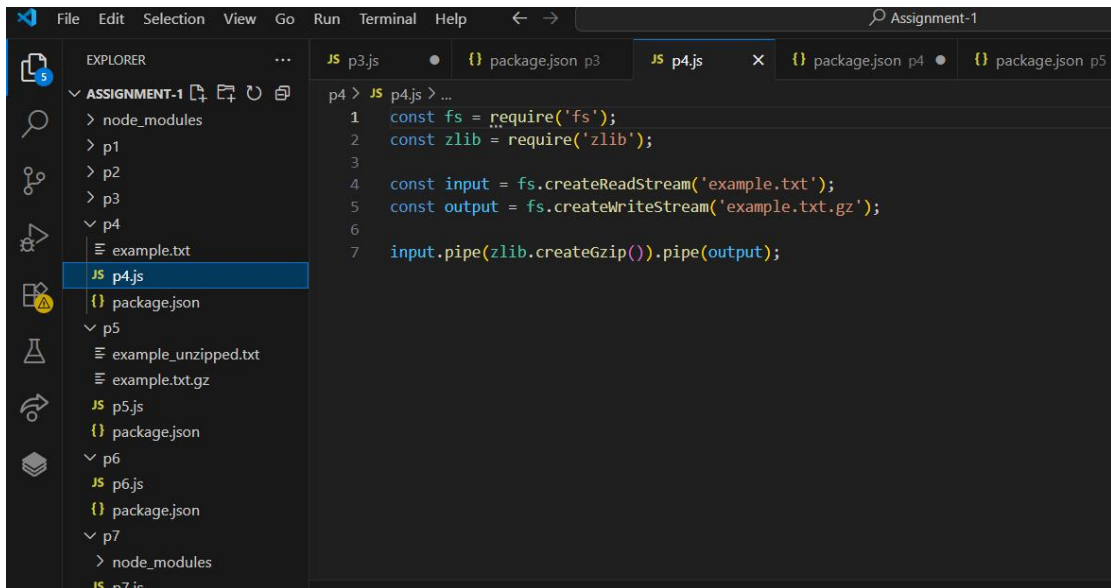 File Edit Selection View Go Run Terminal Help ← → Assignment-1
EXPLORER ...
JS p3.js ● {} package.json p3 JS p4.js × {} package.json p4 ● {} package.json p5
ASSIGNMENT-1
p4 > JS p4.js > ...
5
> node_modules
> p1
> p2
> p3
∨ p4
example.txt
JS p4.js
{} package.json
∨ p5
example_unzipped.txt
example.txt.gz
JS p5.js
{} package.json
∨ p6
JS p6.js
{} package.json
∨ p7
> node_modules
JS p7.js
1 const fs = require('fs');
2 const zlib = require('zlib');
3
4 const input = fs.createReadStream('example.txt');
5 const output = fs.createWriteStream('example.txt.gz');
6
7 input.pipe(zlib.createGzip()).pipe(output);